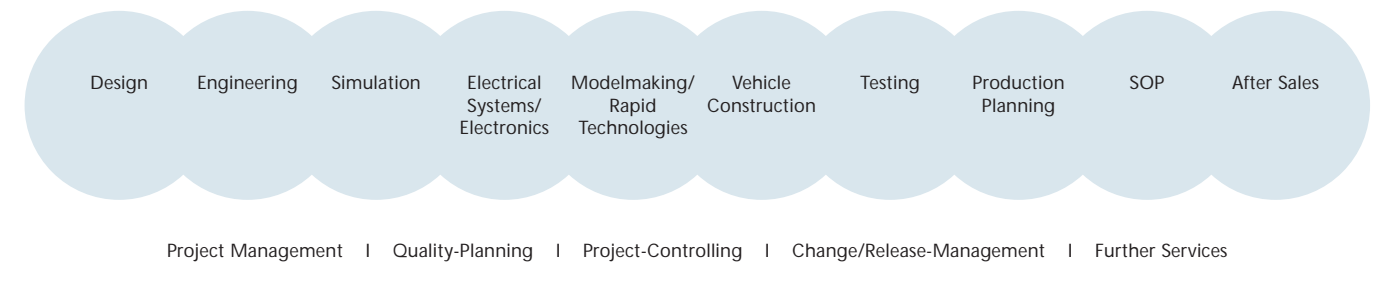 Design
Engineering
Simulation
Electrical
Systems/
Electronics
Modelmaking/
Rapid
Technologies
Vehicle
Construction
Testing
Production
Planning
SOP
After Sales
Project Management I Quality-Planning I Project-Controlling I Change/Release-Management I Further Services